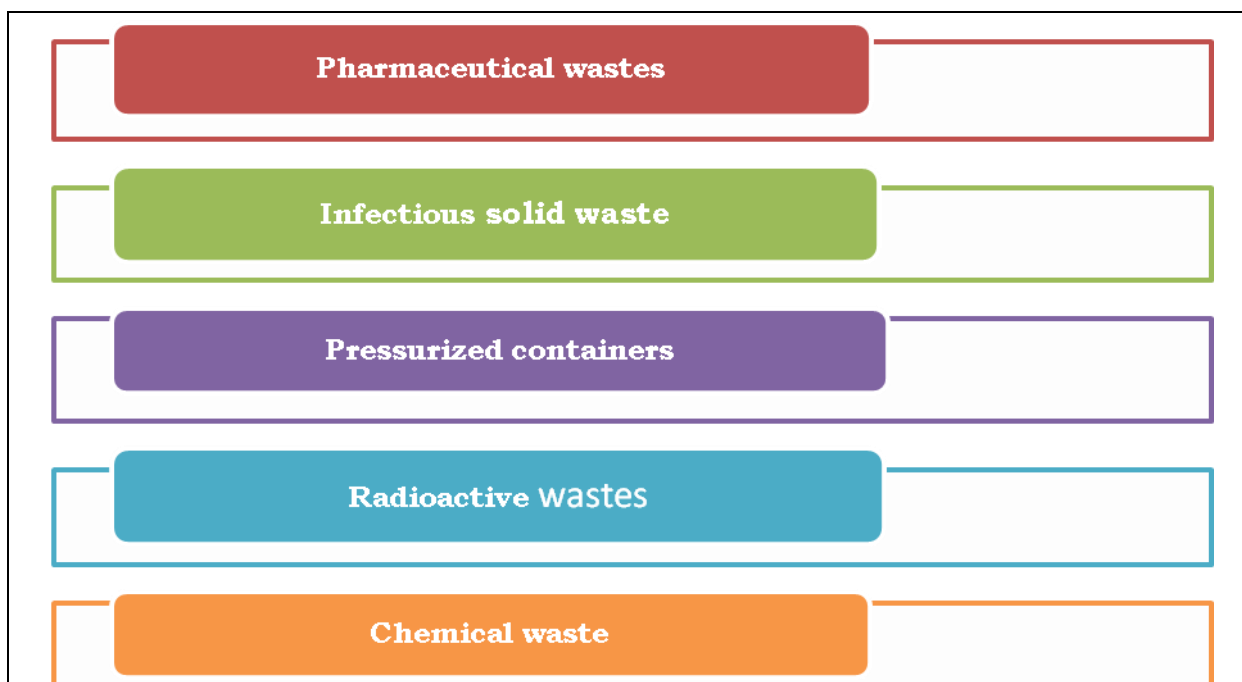 Pharmaceutical wastes
Infectious solid waste
Pressurized containers
Radioactive wastes
Chemical waste